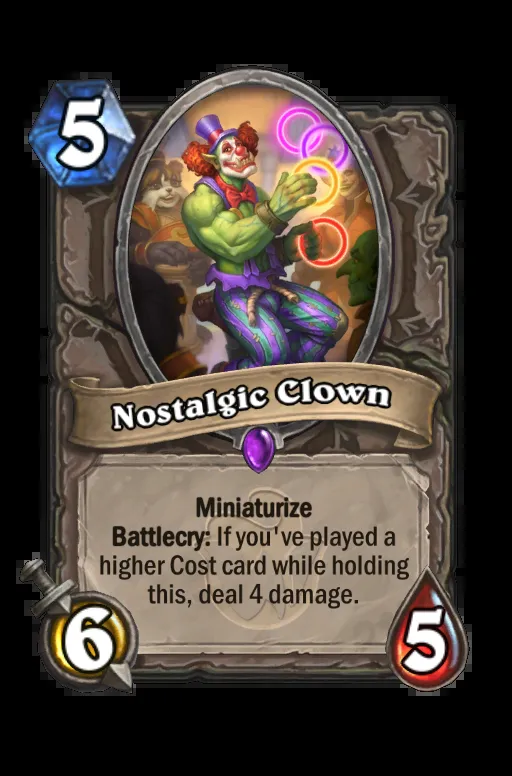 5
Nostalgic Clown
Miniaturize
Battlecry: If you've played a
higher Cost card while holding
this, deal 4 damage.
6
5